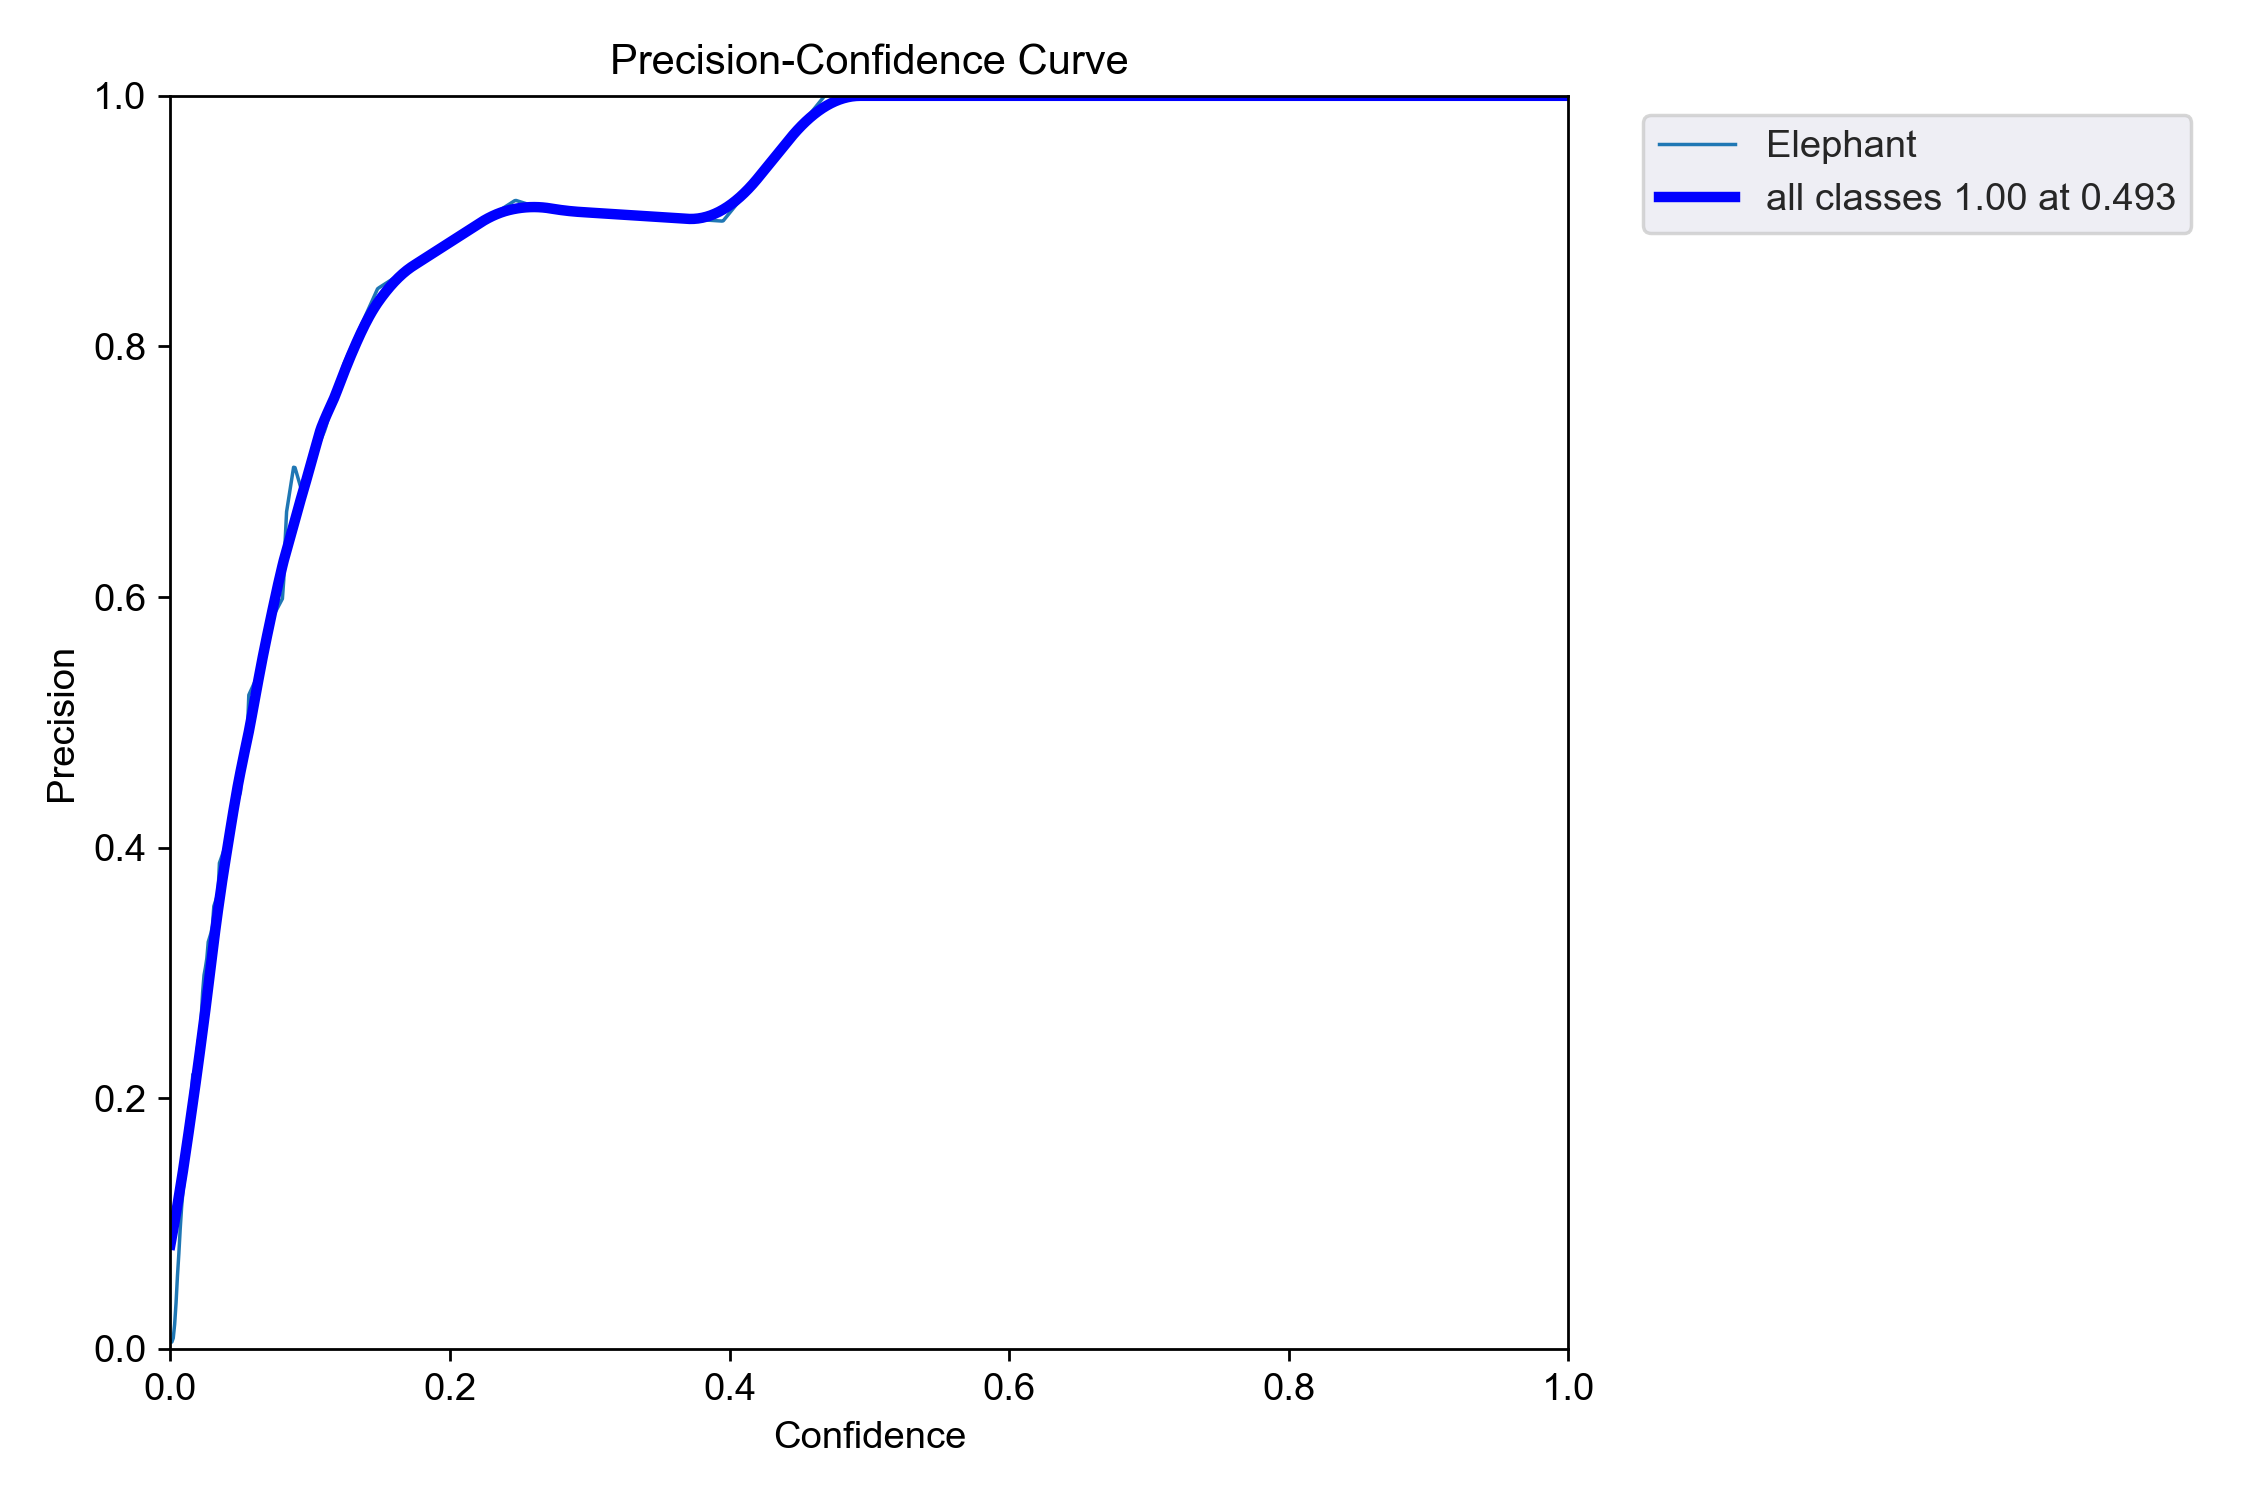 Precision-Confidence Curve
1.0
0.8
0.6
0.4
0.2
0.0
Precision
0.0 0.2 0.4 0.6 0.8 1.0
Confidence
Elephant
all classes 1.00 at 0.493